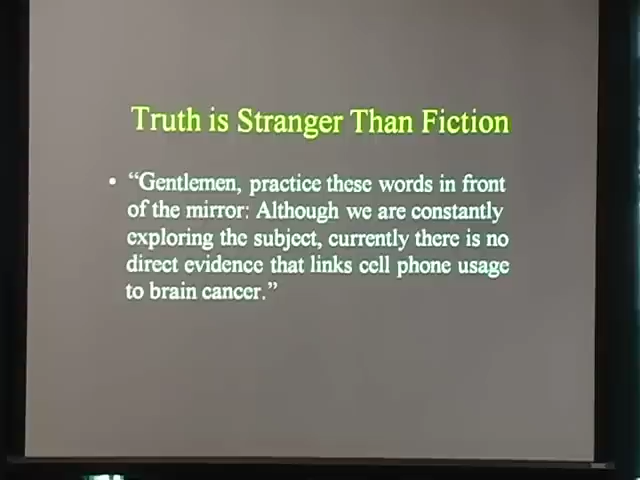 Truth is Stranger Than Fiction
• “Gentlemen, practice these words in front
of the mirror: Although we are constantly
exploring the subject, currently there is no
direct evidence that links cell phone usage
to brain cancer.”